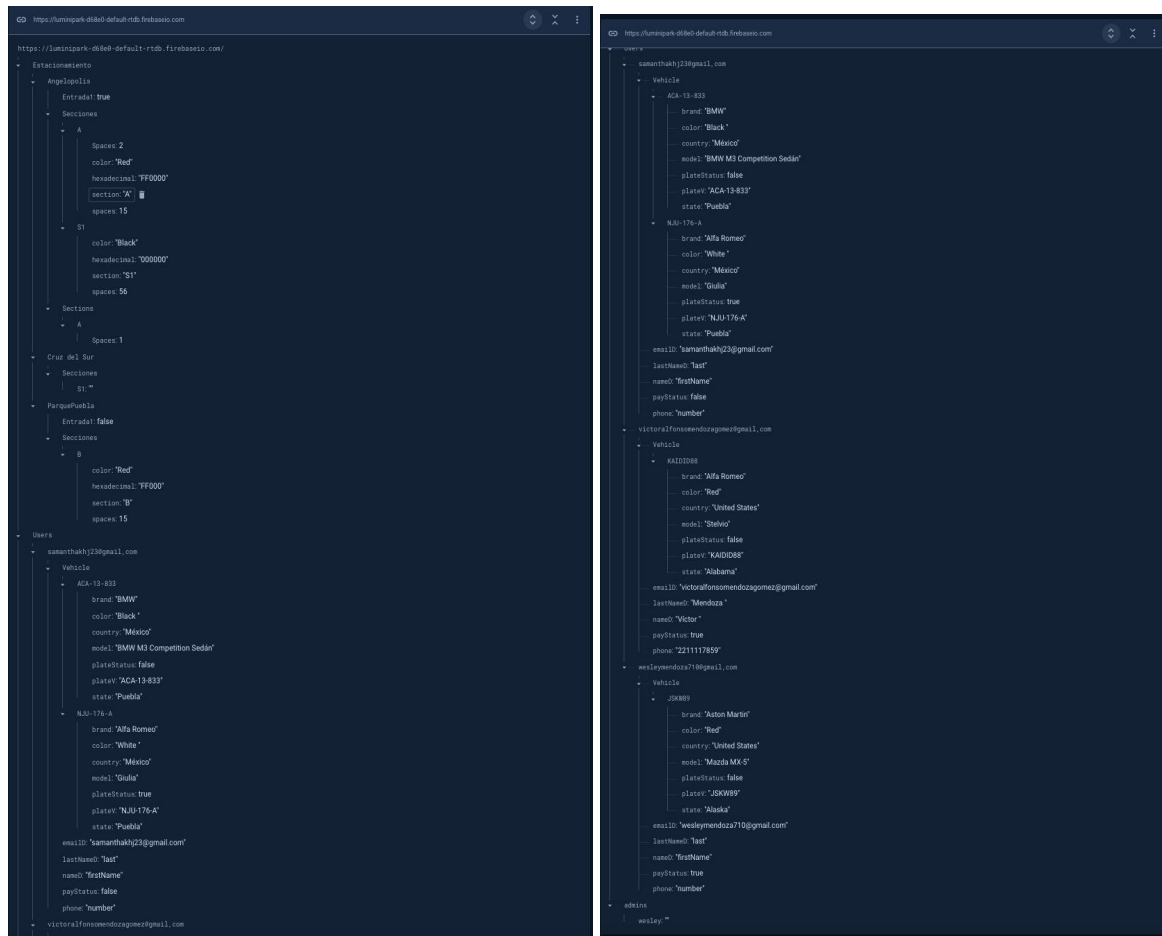 https://luminipark-d68e0-default-rtdb.firebaseio.com
https://luminipark-d68e0-default-rtdb.firebaseio.com/
Estacionamiento
Angelopolis
Entrada1: true
Secciones
A
Spaces: 2
color: "Red"
hexadecimal: "FF0000"
section: "A"
spaces: 15
S1
color: "Black"
hexadecimal: "000000"
section: "S1"
spaces: 56
Sections
A
Spaces: 1
Cruz del Sur
Secciones
S1: ""
ParquePuebla
Entrada1: false
Secciones
B
color: "Red"
hexadecimal: "FF000"
section: "B"
spaces: 15
Users
samanthakhj23@gmail,com
Vehicle
ACA-13-833
brand: "BMW"
color: "Black "
country: "México"
model: "BMW M3 Competition Sedán"
plateStatus: false
plateV: "ACA-13-833"
state: "Puebla"
NJU-176-A
brand: "Alfa Romeo"
color: "White "
country: "México"
model: "Giulia"
plateStatus: true
plateV: "NJU-176-A"
state: "Puebla"
emailD: "samanthakhj23@gmail.com"
lastNameD: "last"
nameD: "firstName"
payStatus: false
phone: "number"
victoralfonsomendozagomez@gmail,com
https://luminipark-d68e0-default-rtdb.firebaseio.com
Users
samanthakhj23@gmail,com
Vehicle
ACA-13-833
brand: "BMW"
color: "Black "
country: "México"
model: "BMW M3 Competition Sedán"
plateStatus: false
plateV: "ACA-13-833"
state: "Puebla"
NJU-176-A
brand: "Alfa Romeo"
color: "White "
country: "México"
model: "Giulia"
plateStatus: true
plateV: "NJU-176-A"
state: "Puebla"
emailD: "samanthakhj23@gmail.com"
lastNameD: "last"
nameD: "firstName"
payStatus: false
phone: "number"
victoralfonsomendozagomez@gmail,com
Vehicle
KAIDID88
brand: "Alfa Romeo"
color: "Red"
country: "United States"
model: "Stelvio"
plateStatus: false
plateV: "KAIDID88"
state: "Alabama"
emailD: "victoralfonsomendozagomez@gmail.com"
lastNameD: "Mendoza "
nameD: "Víctor "
payStatus: true
phone: "2211117859"
wesleymendoza710@gmail,com
Vehicle
JSKW89
brand: "Aston Martin"
color: "Red"
country: "United States"
model: "Mazda MX-5"
plateStatus: false
plateV: "JSKW89"
state: "Alaska"
emailD: "wesleymendoza710@gmail.com"
lastNameD: "last"
nameD: "firstName"
payStatus: true
phone: "number"
admins
wesley: ""